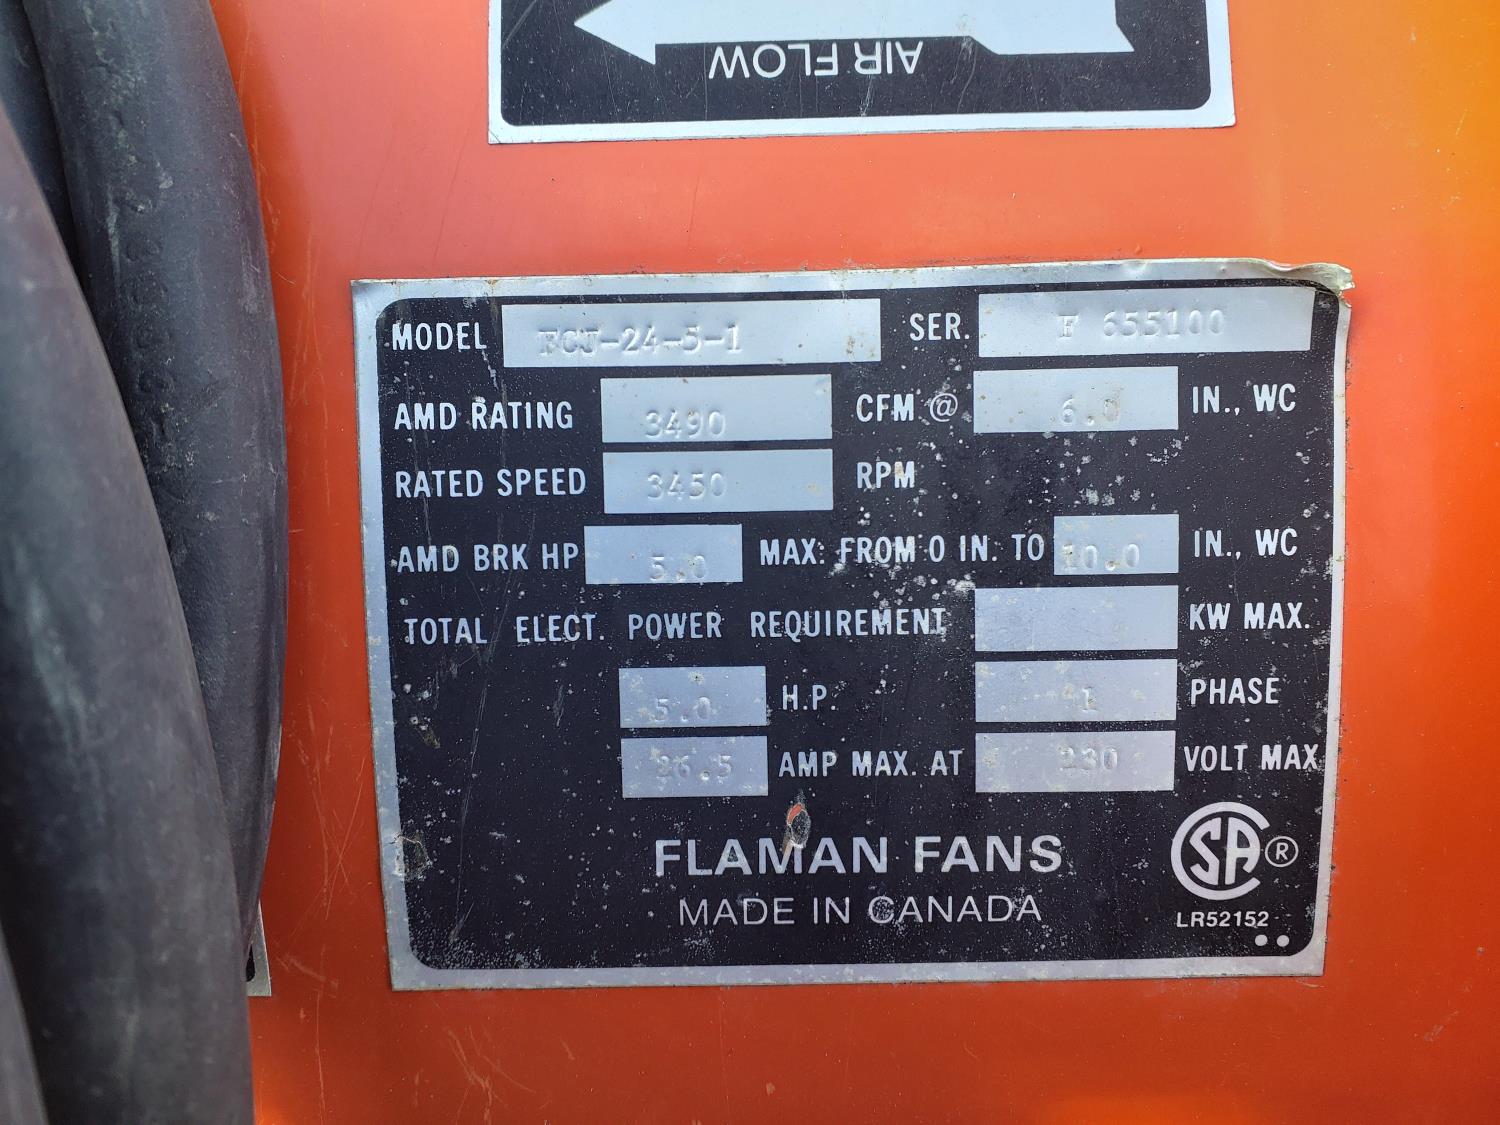 AIR FLOW
MODEL FCJ-24-5-1 SER. F 655100
AMD RATING 3490 CFM @ 6.0 IN., WC
RATED SPEED 3450 RPM
AMD BRK HP 5.0 MAX. FROM 0 IN. TO 10.0 IN., WC
TOTAL ELECT. POWER REQUIREMENT KW MAX.
5.0 H.P. 1 PHASE
26.5 AMP MAX. AT 230 VOLT MAX
FLAMAN FANS
MADE IN CANADA
SA ®
LR52152